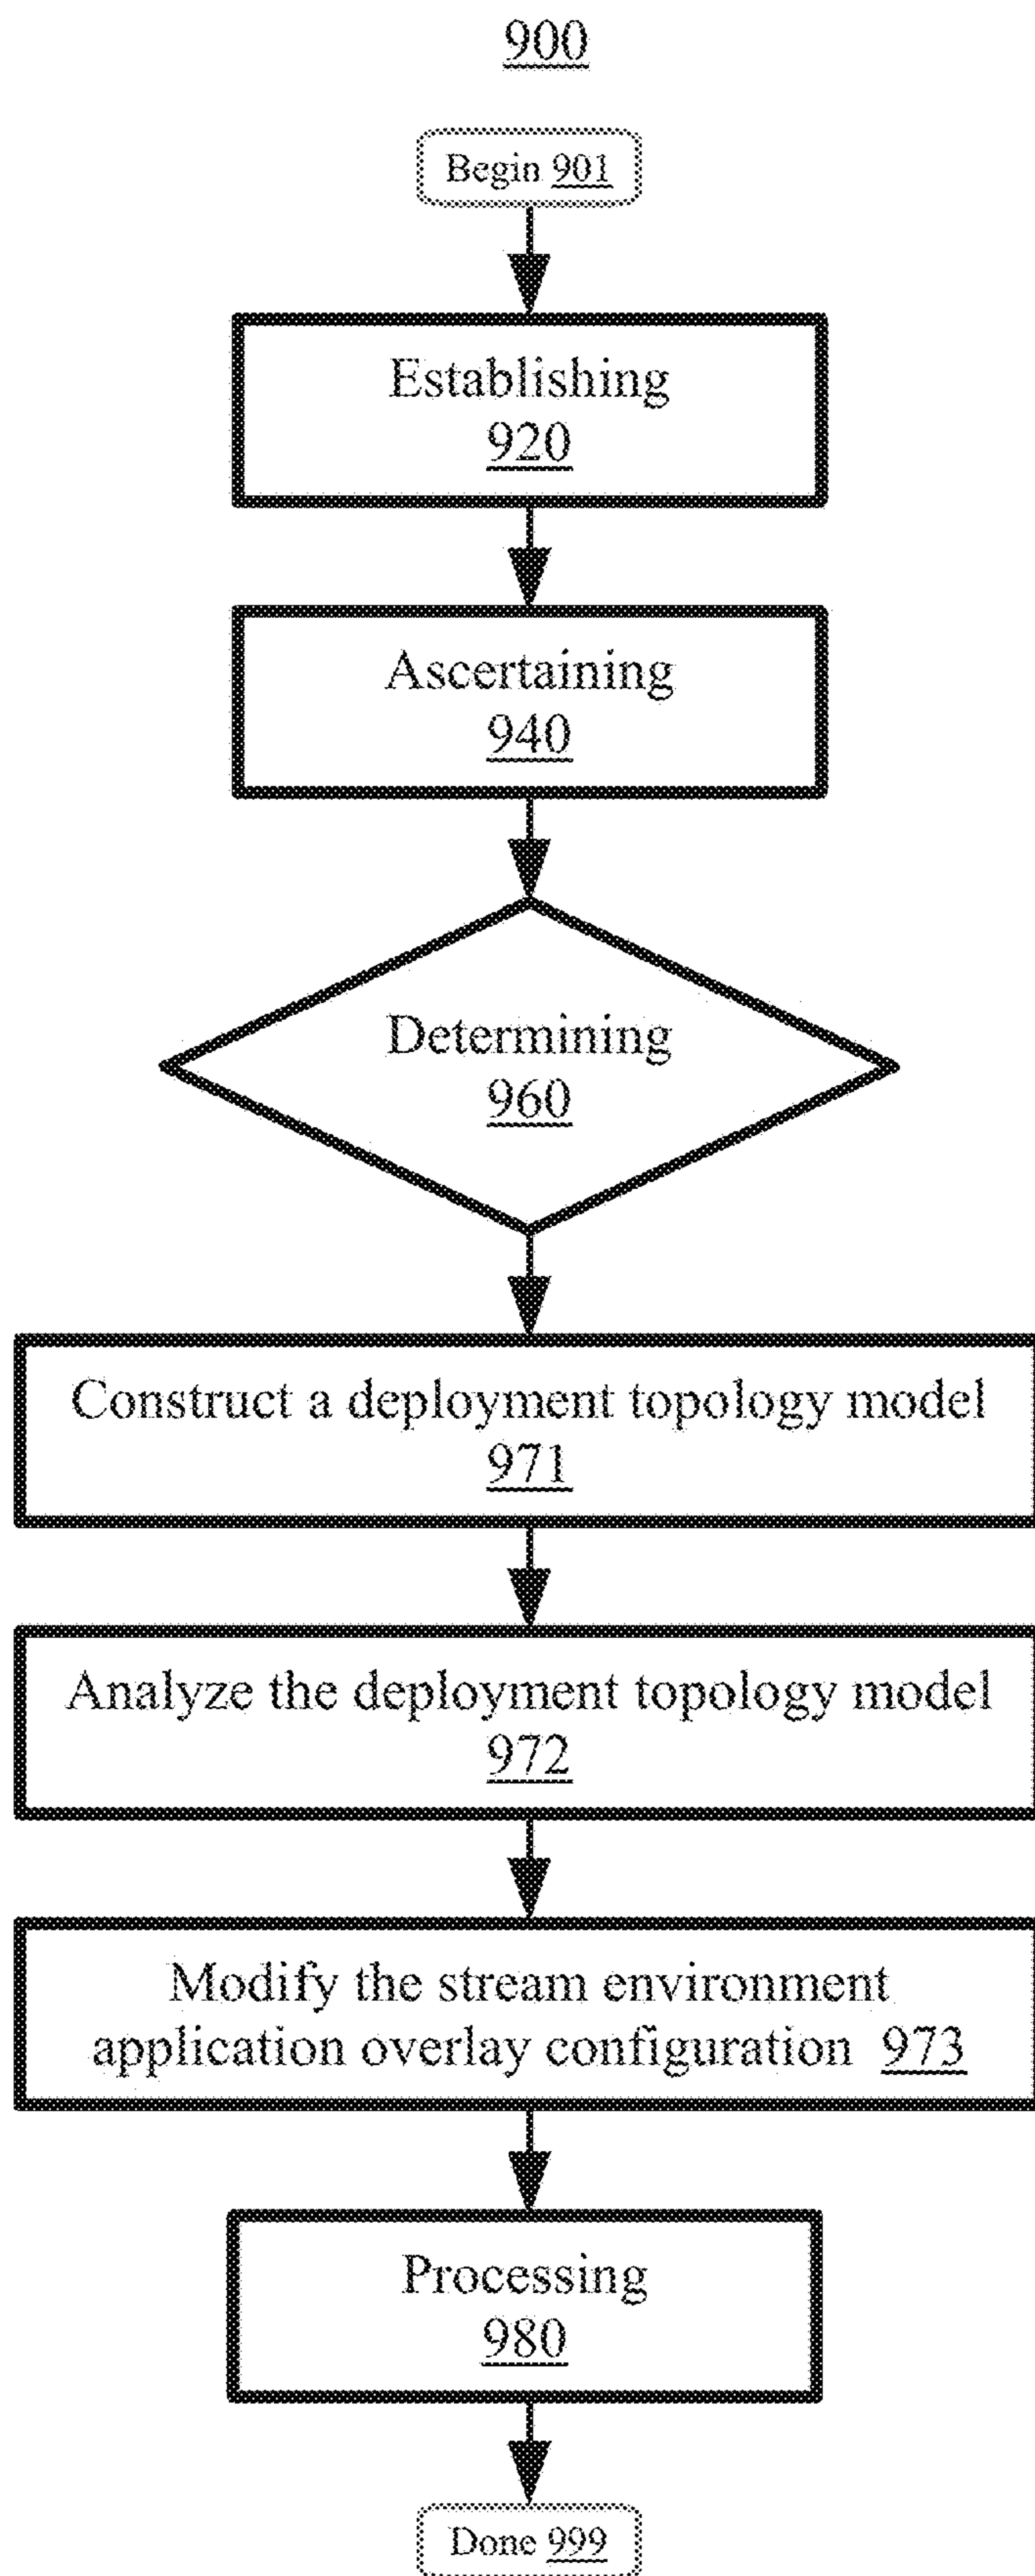 900
Begin 901
Establishing
920
Ascertaining
940
Determining
960
Construct a deployment topology model
971
Analyze the deployment topology model
972
Modify the stream environment
application overlay configuration 973
Processing
980
Done 999